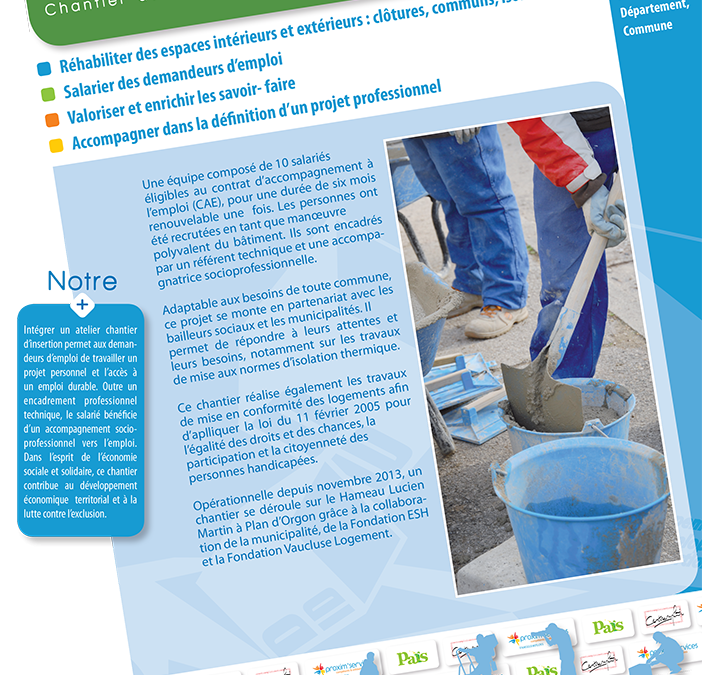 Chantier
Département,
Commune
Réhabiliter des espaces intérieurs et extérieurs : clôtures, communs,
Salarier des demandeurs d'emploi
Valoriser et enrichir les savoir- faire
Accompagner dans la définition d'un projet professionnel
Une équipe composé de 10 salariés
éligibles au contrat d'accompagnement à
l'emploi (CAE), pour une durée de six mois
renouvelable une fois. Les personnes ont
été recrutées en tant que manœuvre
polyvalent du bâtiment. Ils sont encadrés
par un référent technique et une accompa-
gnatrice socioprofessionnelle.
Adaptable aux besoins de toute commune,
ce projet se monte en partenariat avec les
bailleurs sociaux et les municipalités. Il
permet de répondre à leurs attentes et
leurs besoins, notamment sur les travaux
de mise aux normes d'isolation thermique.
Ce chantier réalise également les travaux
de mise en conformité des logements afin
d'aplliquer la loi du 11 février 2005 pour
l'égalité des droits et des chances, la
participation et la citoyenneté des
personnes handicapées.
Opérationnelle depuis novembre 2013, un
chantier se déroule sur le Hameau Lucien
Martin à Plan d'Orgon grâce à la collabora-
tion de la municipalité, de la Fondation ESH
et la Fondation Vaucluse Logement.
Notre
+
Intégrer un atelier chantier
d'insertion permet aux deman-
deurs d'emploi de travailler un
projet personnel et l'accès à
un emploi durable. Outre un
encadrement professionnel
technique, le salarié bénéficie
d'un accompagnement socio-
professionnel vers l'emploi.
Dans l'esprit de l'économie
sociale et solidaire, ce chantier
contribue au développement
économique territorial et à la
lutte contre l'exclusion.
Païs
proxim'services
Païs
Païs